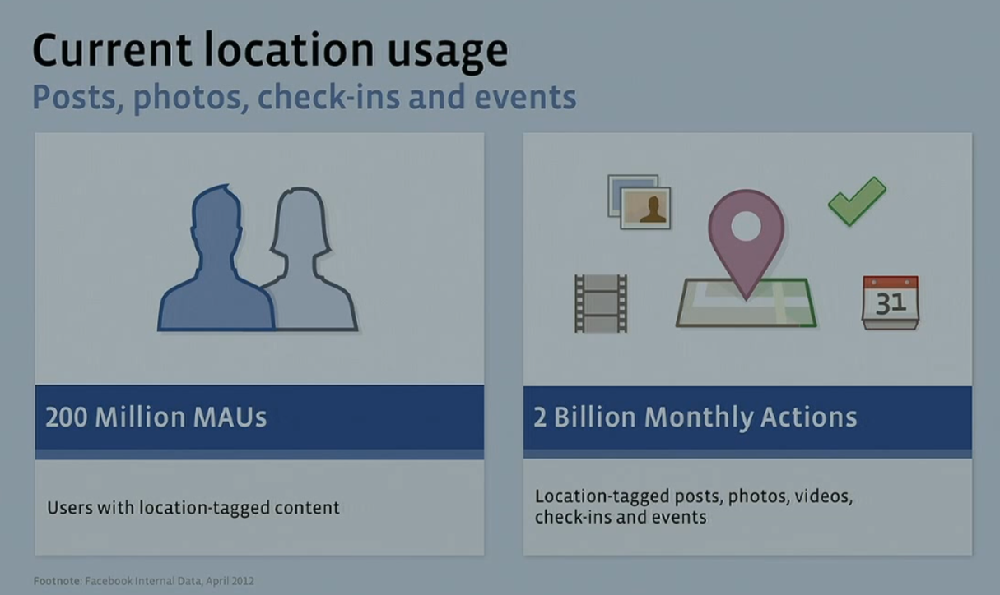 Current location usage
Posts, photos, check-ins and events
31
200 Million MAUs
2 Billion Monthly Actions
Users with location-tagged content
Location-tagged posts, photos, videos,
check-ins and events
Footnote: Facebook Internal Data, April 2012